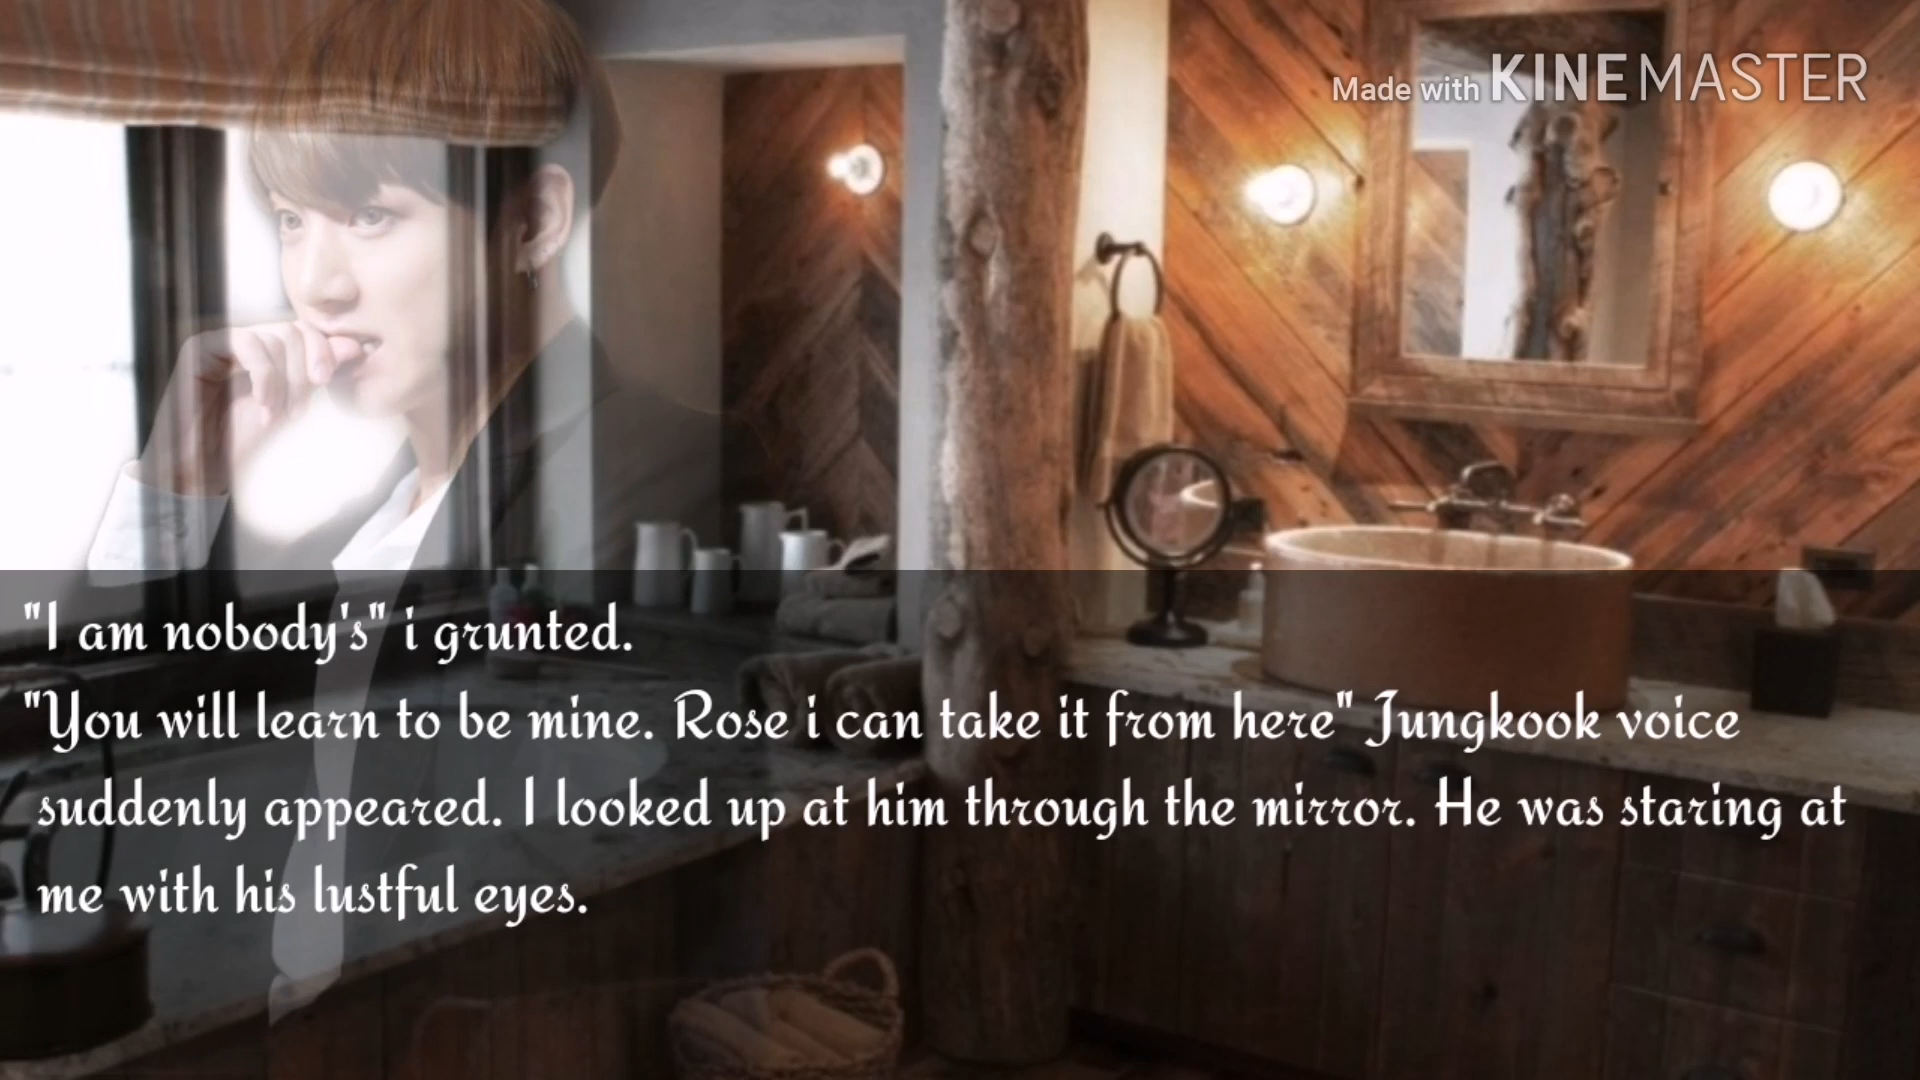 Made with KINEMASTER
"I am nobody's" i grunted.
"You will learn to be mine. Rose i can take it from here" Jungkook voice
suddenly appeared. I looked up at him through the mirror. He was staring at
me with his lustful eyes.